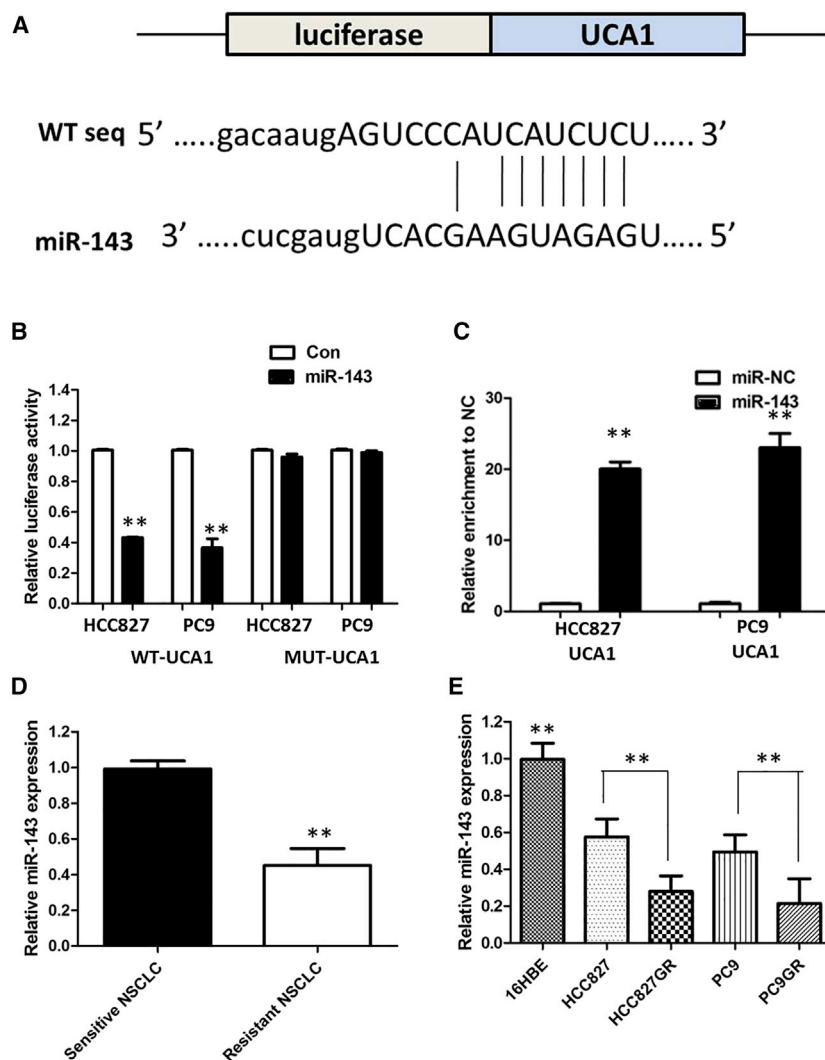 A
luciferase UCA1
WT seq 5’ .....gacaaugAGUCCCAUCAUCUCU..... 3’
miR-143 3’ .....cucgaugUCACGAAGUAGAGU..... 5’
B
Con
miR-143
Relative luciferase activity
1.4
1.2
1.0
0.8
0.6
0.4
0.2
0.0
** **
HCC827 PC9 HCC827 PC9
WT-UCA1 MUT-UCA1
C
miR-NC
miR-143
Relative enrichment to NC
30
20
10
0
** **
HCC827 PC9
UCA1 UCA1
D
Relative miR-143 expression
1.2
1.0
0.8
0.6
0.4
0.2
0.0
**
Sensitive NSCLC Resistant NSCLC
E
Relative miR-143 expression
1.2
1.0
0.8
0.6
0.4
0.2
0.0
** ** **
16HBE HCC827 HCC827GR PC9 PC9GR